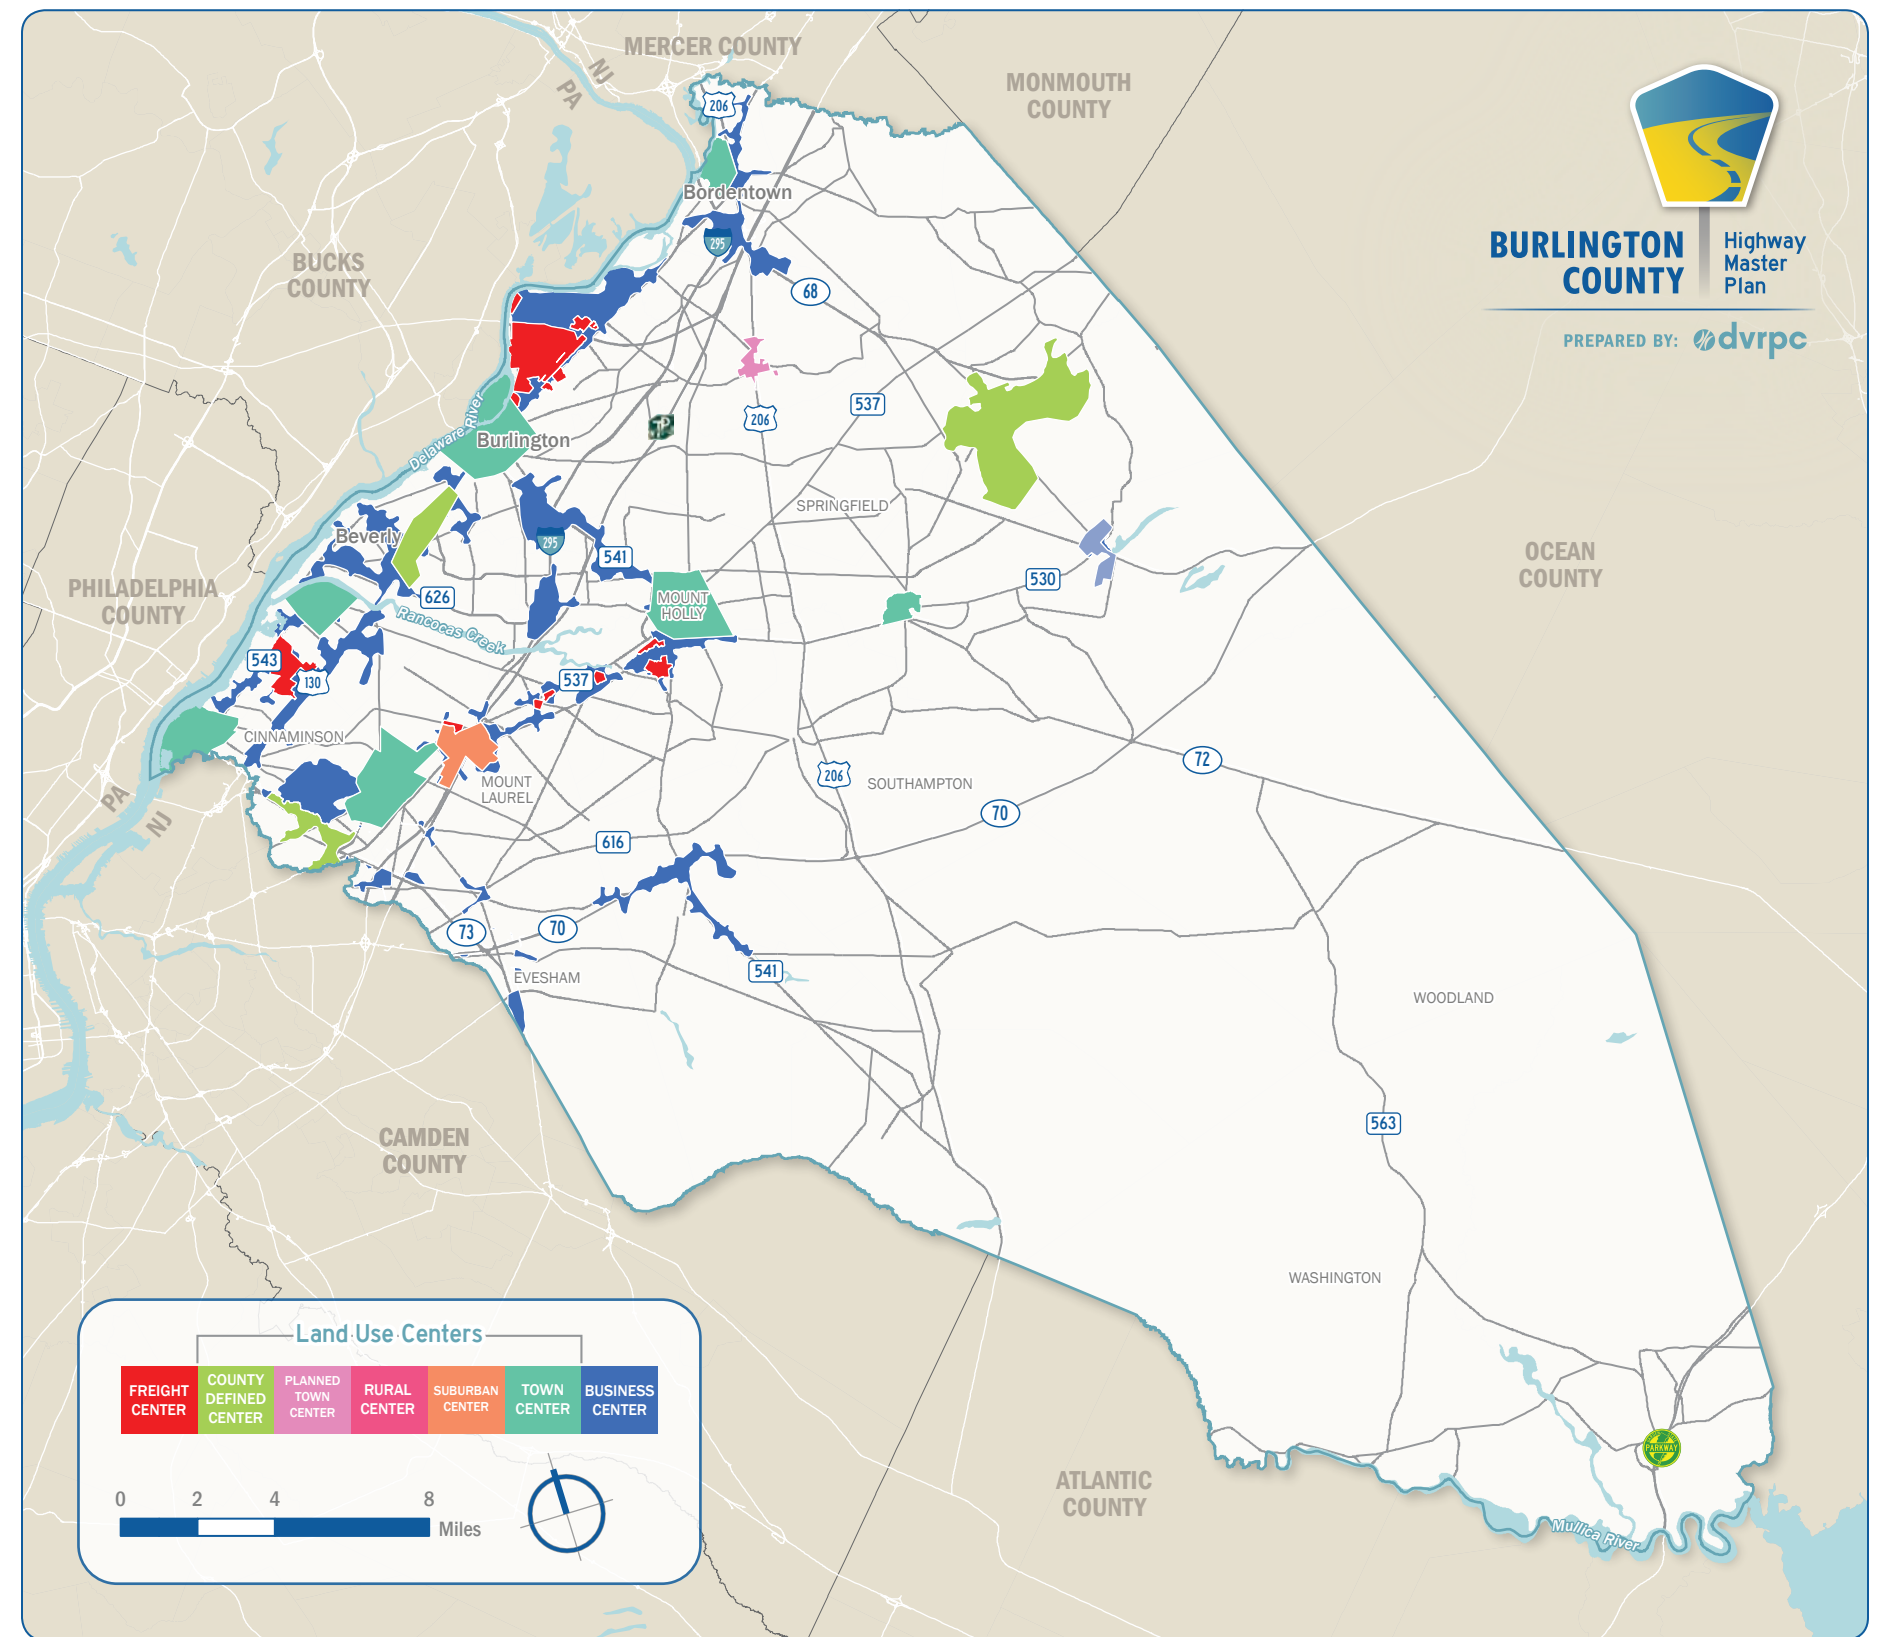 MERCER COUNTY
NJ
PA
MONMOUTH
COUNTY
206
BURLINGTON
COUNTY
Highway
Master
Plan
PREPARED BY:
dvrpc
Bordentown
295
BUCKS
COUNTY
68
537
206
TP
Delaware River
Burlington
SPRINGFIELD
Beverly
295
541
OCEAN
COUNTY
530
PHILADELPHIA
COUNTY
626
MOUNT
HOLLY
Rancocas Creek
543
130
537
CINNAMINSON
MOUNT
LAUREL
206
SOUTHAMPTON
72
70
PA
NJ
616
73
70
541
EVESHAM
WOODLAND
563
CAMDEN
COUNTY
WASHINGTON
Land Use Centers
FREIGHT
CENTER
COUNTY
DEFINED
CENTER
PLANNED
TOWN
CENTER
RURAL
CENTER
SUBURBAN
CENTER
TOWN
CENTER
BUSINESS
CENTER
0 2 4 8
Miles
ATLANTIC
COUNTY
PARKWAY
Mullica River